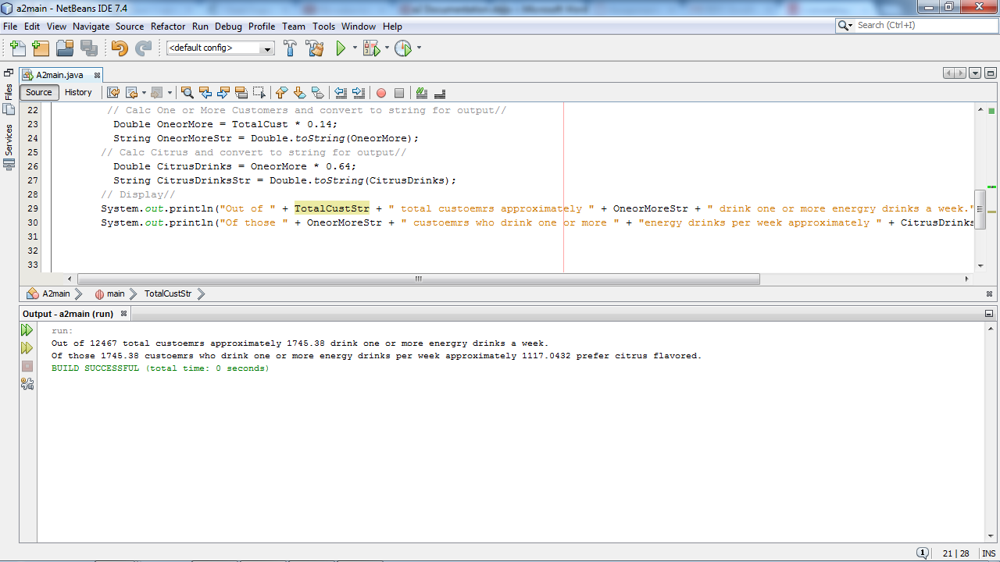 a2main - NetBeans IDE 7.4
File Edit View Navigate Source Refactor Run Debug Profile Team Tools Window Help
Search (Ctrl+I)
<default config>
A2main.java
Source History
Files
Services
22 // Calc One or More Customers and convert to string for output//
23 Double OneorMore = TotalCust * 0.14;
24 String OneorMoreStr = Double.toString(OneorMore);
25 // Calc Citrus and convert to string for output//
26 Double CitrusDrinks = OneorMore * 0.64;
27 String CitrusDrinksStr = Double.toString(CitrusDrinks);
28 // Display//
29 System.out.println("Out of " + TotalCustStr + " total custoemrs approximately " + OneorMoreStr + " drink one or more energry drinks a week."
30 System.out.println("Of those " + OneorMoreStr + " custoemrs who drink one or more " + "energy drinks per week approximately " + CitrusDrinks
31
32
33
A2main main TotalCustStr
Output - a2main (run)
run:
Out of 12467 total custoemrs approximately 1745.38 drink one or more energry drinks a week.
Of those 1745.38 custoemrs who drink one or more energy drinks per week approximately 1117.0432 prefer citrus flavored.
BUILD SUCCESSFUL (total time: 0 seconds)
1 21 | 28 INS